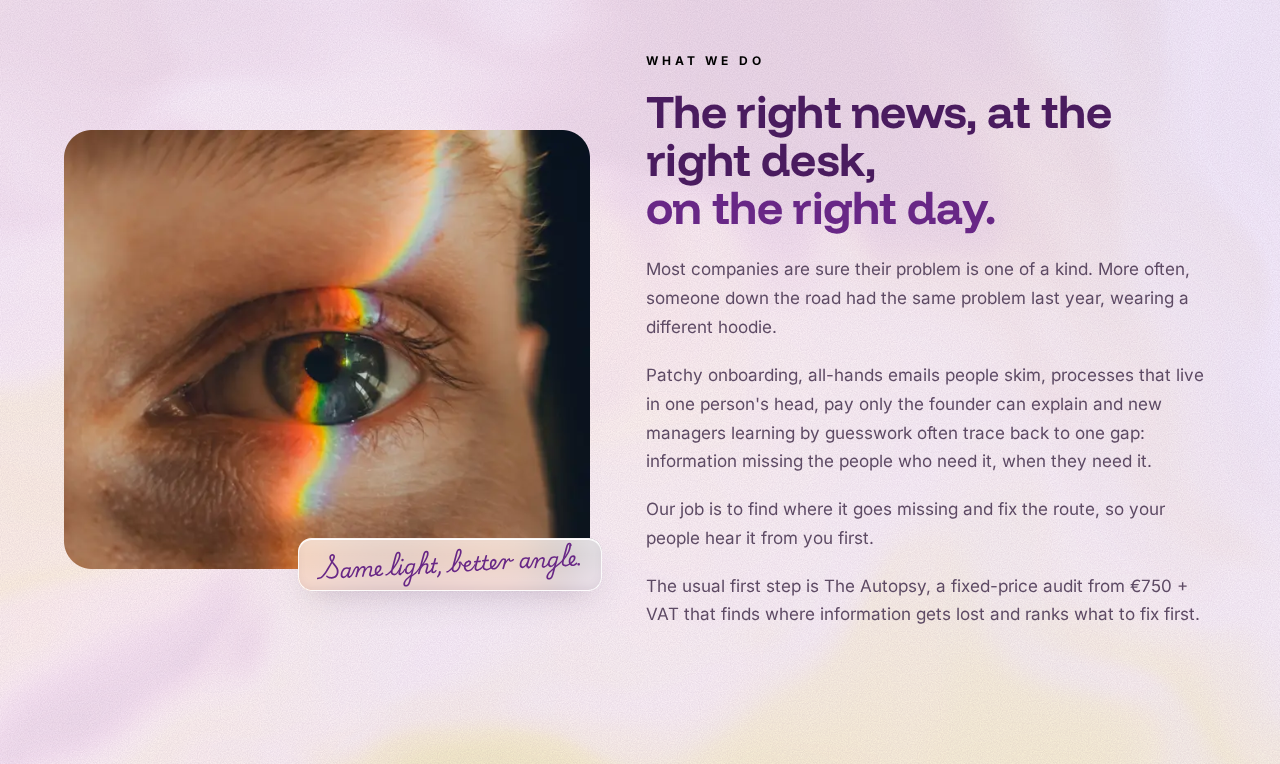 WHAT WE DO
The right news, at the
right desk,
on the right day.
Most companies are sure their problem is one of a kind. More often,
someone down the road had the same problem last year, wearing a
different hoodie.
Patchy onboarding, all-hands emails people skim, processes that live
in one person's head, pay only the founder can explain and new
managers learning by guesswork often trace back to one gap:
information missing the people who need it, when they need it.
Our job is to find where it goes missing and fix the route, so your
people hear it from you first.
The usual first step is The Autopsy, a fixed-price audit from €750 +
VAT that finds where information gets lost and ranks what to fix first.
Same light, better angle.